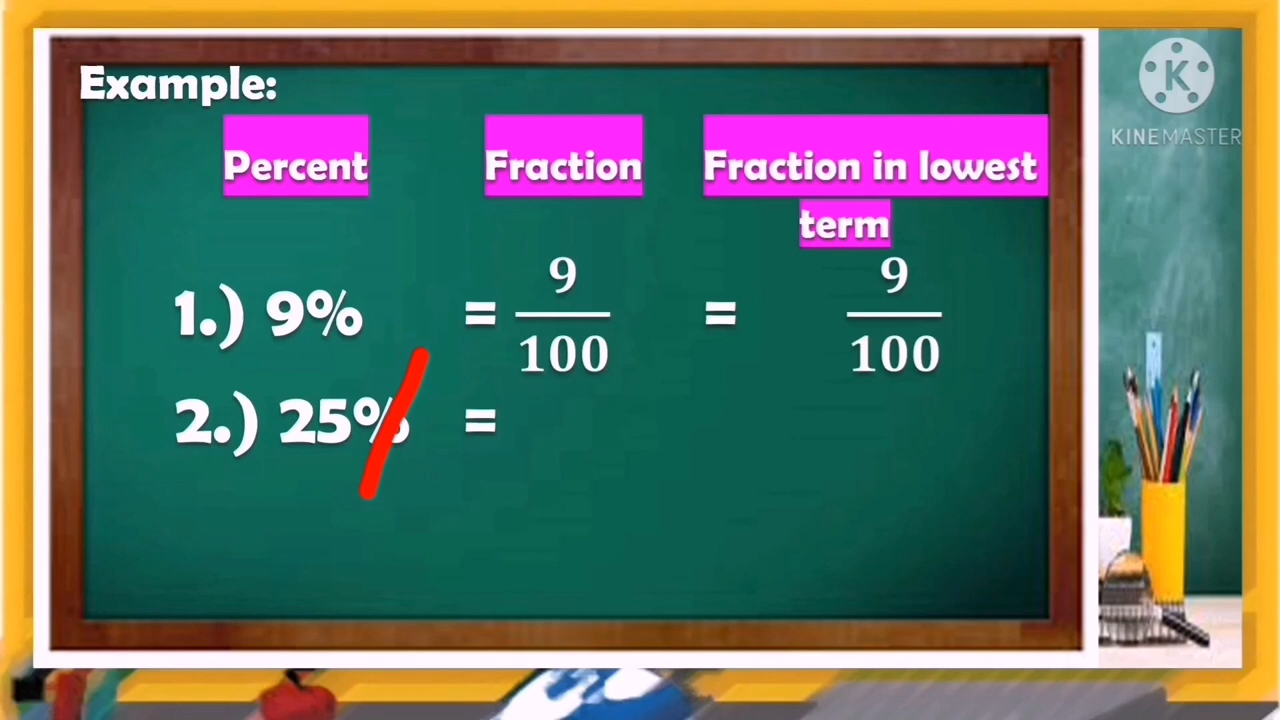 Example:
Percent Fraction Fraction in lowest
term
1.) 9% = 9/100 = 9/100
2.) 25% =
K
KINEMASTER